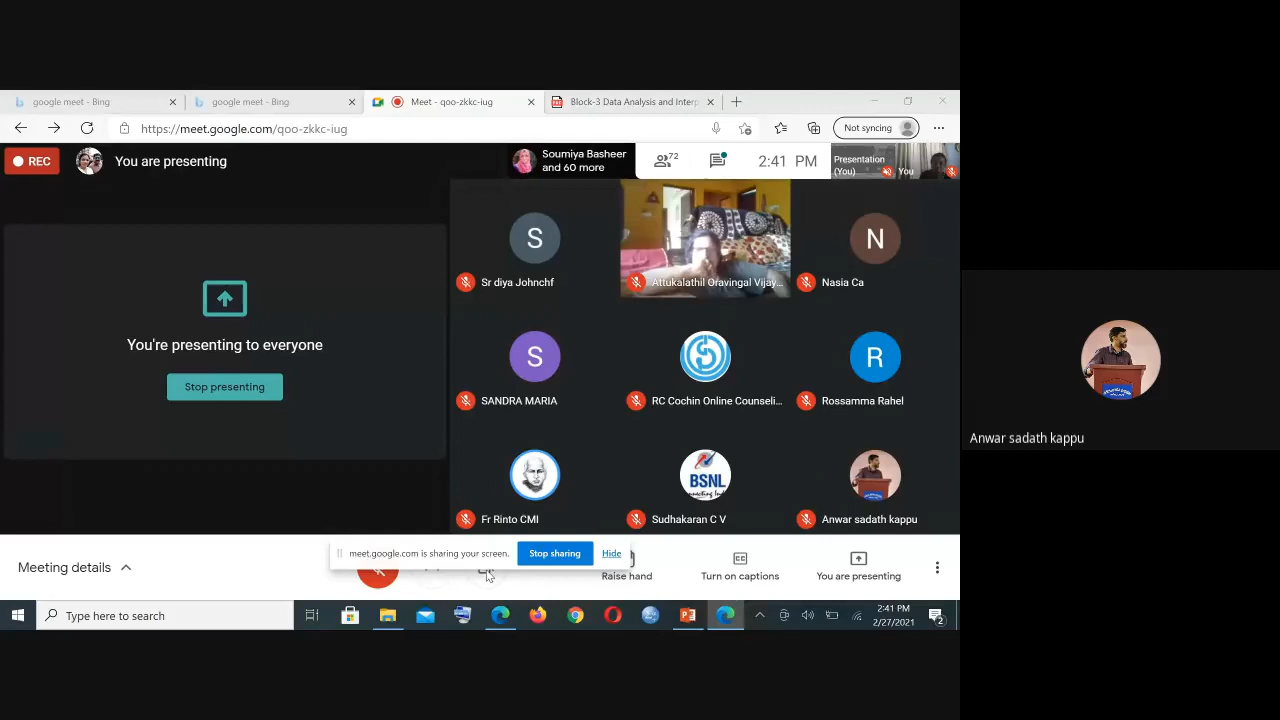 google meet - Bing
google meet - Bing
Meet - qoo-zkkc-iug
Block-3 Data Analysis and Interp
https://meet.google.com/qoo-zkkc-iug
Not syncing
REC
You are presenting
Soumiya Basheer
and 60 more
72
2:41 PM
Presentation
(You)
You
S
Sr diya Johnchf
Attukalathil Oravingal Vijay...
N
Nasia Ca
You're presenting to everyone
Stop presenting
S
SANDRA MARIA
RC Cochin Online Counseli...
R
Rossamma Rahel
Fr Rinto CMI
BSNL
Sudhakaran C V
Anwar sadath kappu
Anwar sadath kappu
meet.google.com is sharing your screen.
Stop sharing
Hide
Meeting details
Raise hand
CC
Turn on captions
You are presenting
Type here to search
2:41 PM
2/27/2021
2